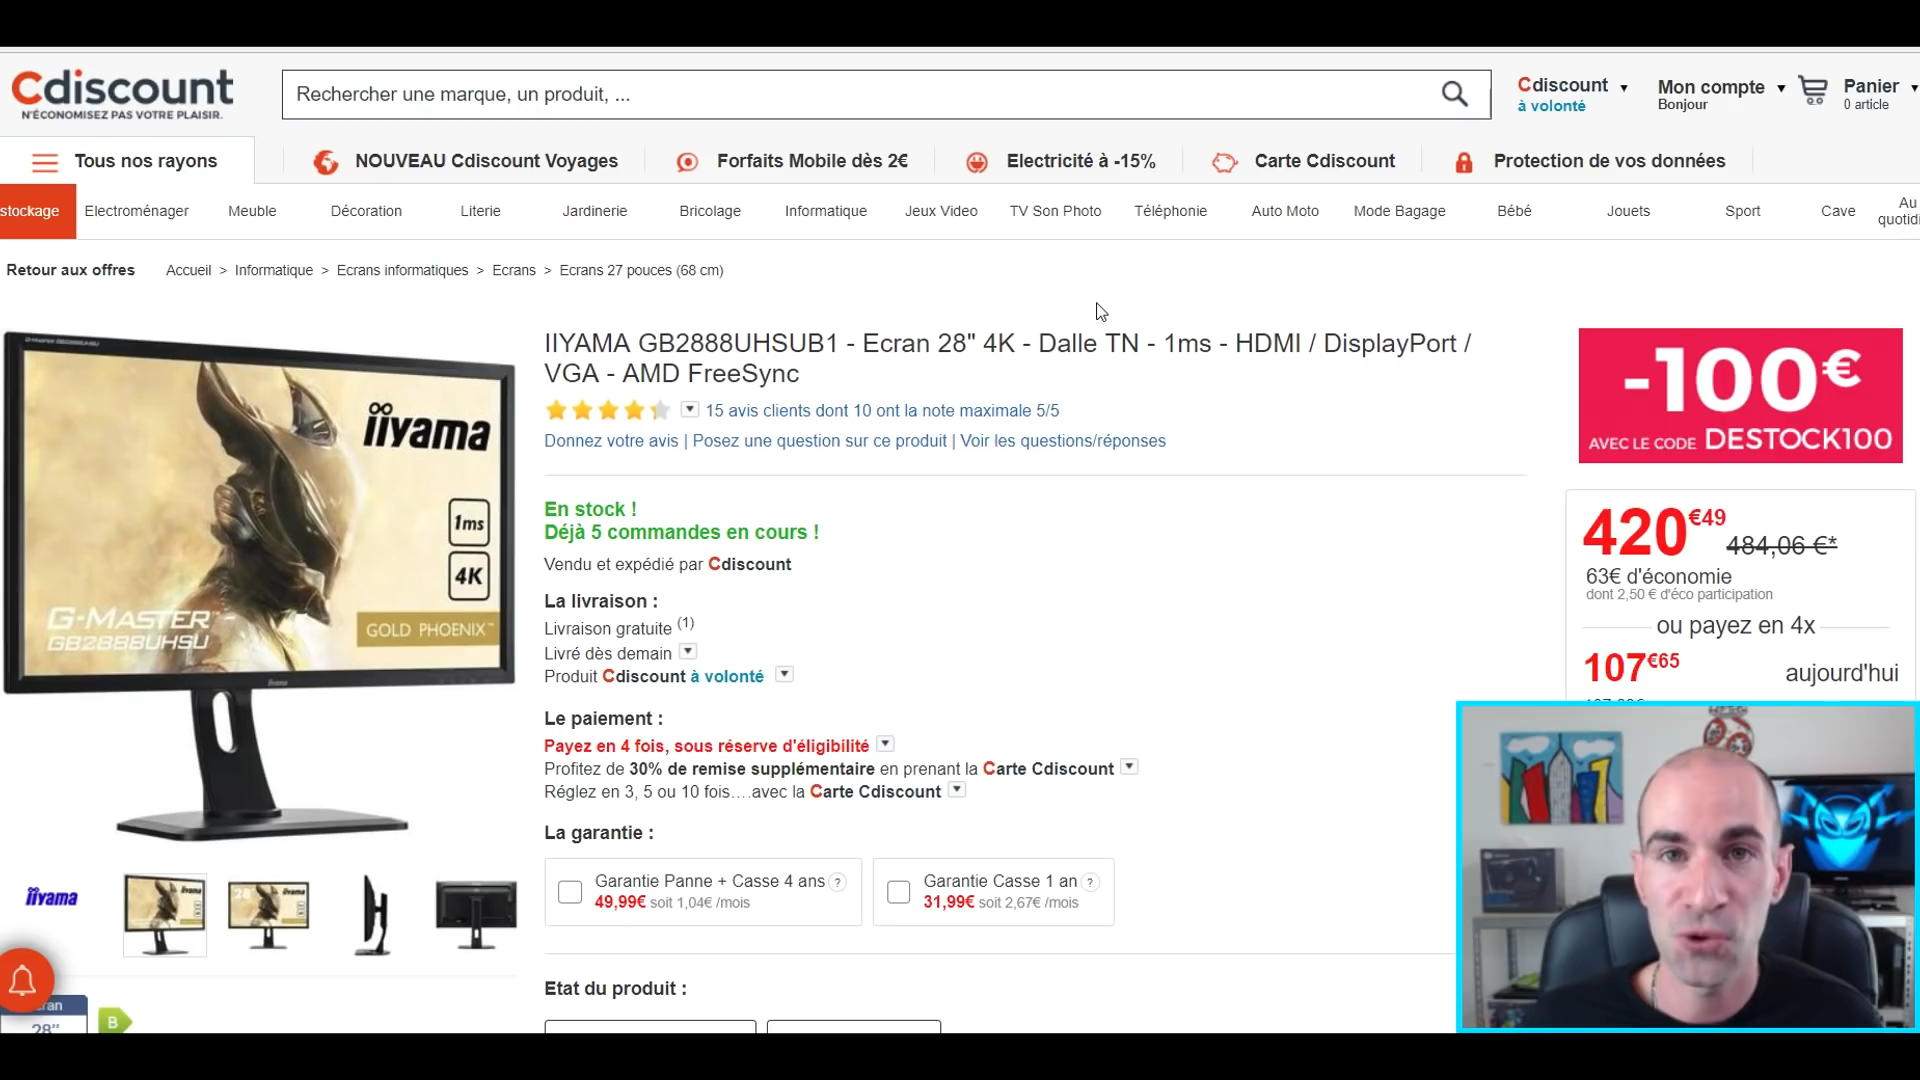 Cdiscount
N'ÉCONOMISEZ PAS VOTRE PLAISIR.
Rechercher une marque, un produit, ...
Cdiscount
à volonté
Mon compte
Bonjour
Panier
0 article
Tous nos rayons
NOUVEAU Cdiscount Voyages
Forfaits Mobile dès 2€
Electricité à -15%
Carte Cdiscount
Protection de vos données
stockage
Electroménager
Meuble
Décoration
Literie
Jardinerie
Bricolage
Informatique
Jeux Video
TV Son Photo
Téléphonie
Auto Moto
Mode Bagage
Bébé
Jouets
Sport
Cave
Au
quotidi
Retour aux offres
Accueil > Informatique > Ecrans informatiques > Ecrans > Ecrans 27 pouces (68 cm)
iiyama
1ms
4K
G-MASTER
GB2888UHSU
GOLD PHOENIX™
IIYAMA GB2888UHSUB1 - Ecran 28" 4K - Dalle TN - 1ms - HDMI / DisplayPort /
VGA - AMD FreeSync
15 avis clients dont 10 ont la note maximale 5/5
Donnez votre avis | Posez une question sur ce produit | Voir les questions/réponses
En stock !
Déjà 5 commandes en cours !
Vendu et expédié par Cdiscount
La livraison :
Livraison gratuite (1)
Livré dès demain
Produit Cdiscount à volonté
Le paiement :
Payez en 4 fois, sous réserve d'éligibilité
Profitez de 30% de remise supplémentaire en prenant la Carte Cdiscount
Réglez en 3, 5 ou 10 fois….avec la Carte Cdiscount
La garantie :
Garantie Panne + Casse 4 ans ?
49,99€ soit 1,04€ /mois
Garantie Casse 1 an ?
31,99€ soit 2,67€ /mois
Etat du produit :
-100€
AVEC LE CODE DESTOCK100
420€49
484,06 €*
63€ d'économie
dont 2,50 € d'éco participation
ou payez en 4x
107€65
aujourd'hui
iiyama
28"
B